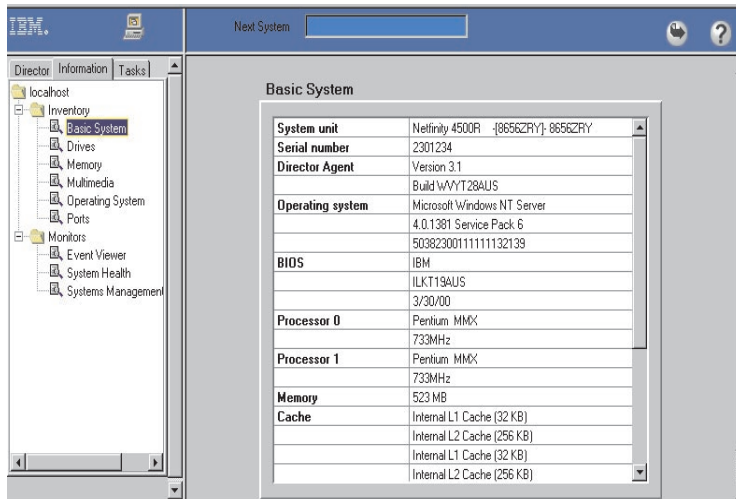 IBM.
Next System
Director Information Tasks
localhost
Inventory
Basic System
Drives
Memory
Multimedia
Operating System
Ports
Monitors
Event Viewer
System Health
Systems Management
Basic System
System unit Netfinity 4500R -[8656ZRY]- 8656ZRY
Serial number 2301234
Director Agent Version 3.1
Build WVYT28AUS
Operating system Microsoft Windows NT Server
4.0.1381 Service Pack 6
50382300111111132139
BIOS IBM
ILKT19AUS
3/30/00
Processor 0 Pentium MMX
733MHz
Processor 1 Pentium MMX
733MHz
Memory 523 MB
Cache Internal L1 Cache (32 KB)
Internal L2 Cache (256 KB)
Internal L1 Cache (32 KB)
Internal L2 Cache (256 KB)